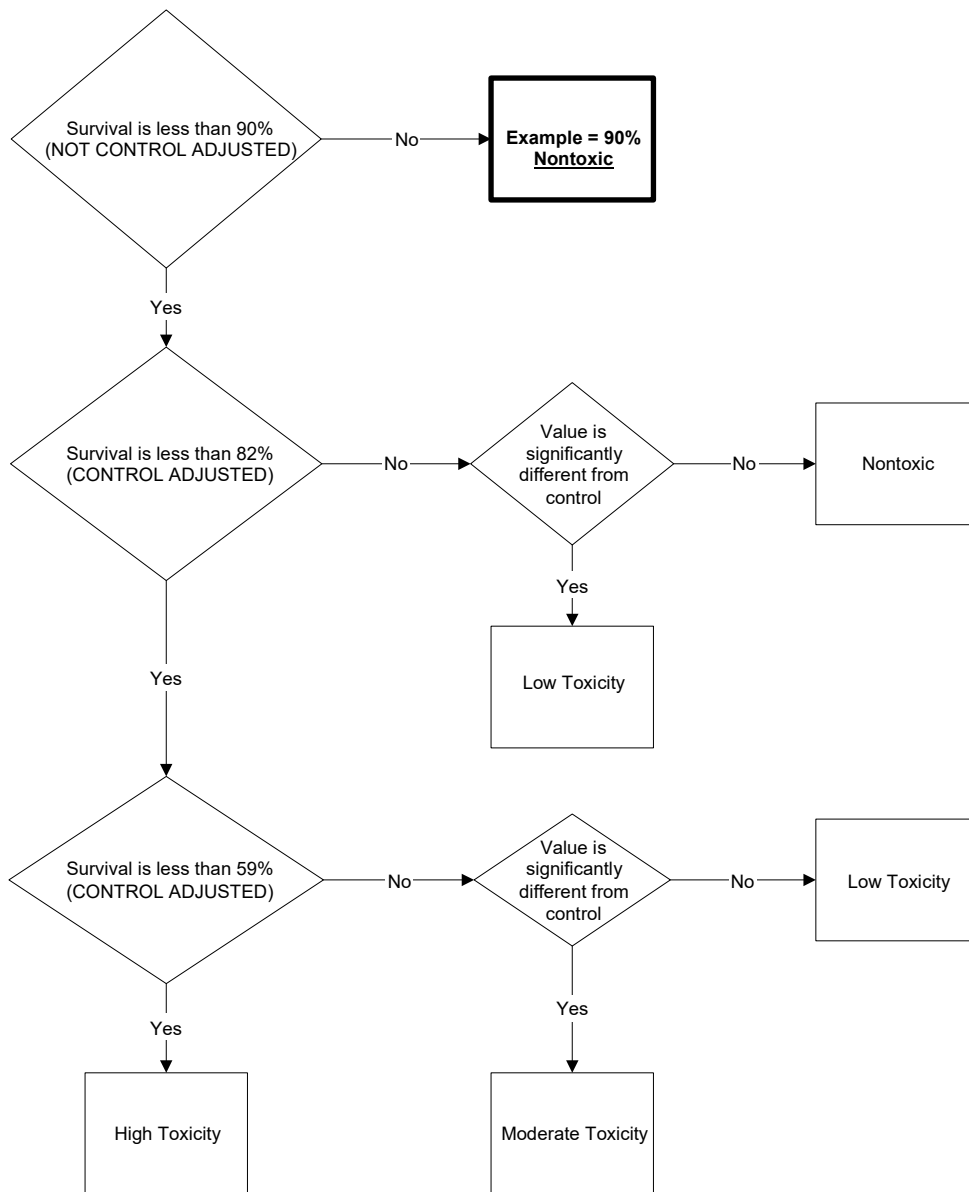 Survival is less than 90%
(NOT CONTROL ADJUSTED)
No
Example = 90%
Nontoxic
Yes
Survival is less than 82%
(CONTROL ADJUSTED)
No
Value is
significantly
different from
control
No
Nontoxic
Yes
Low Toxicity
Yes
Survival is less than 59%
(CONTROL ADJUSTED)
No
Value is
significantly
different from
control
No
Low Toxicity
Yes
Yes
High Toxicity
Moderate Toxicity